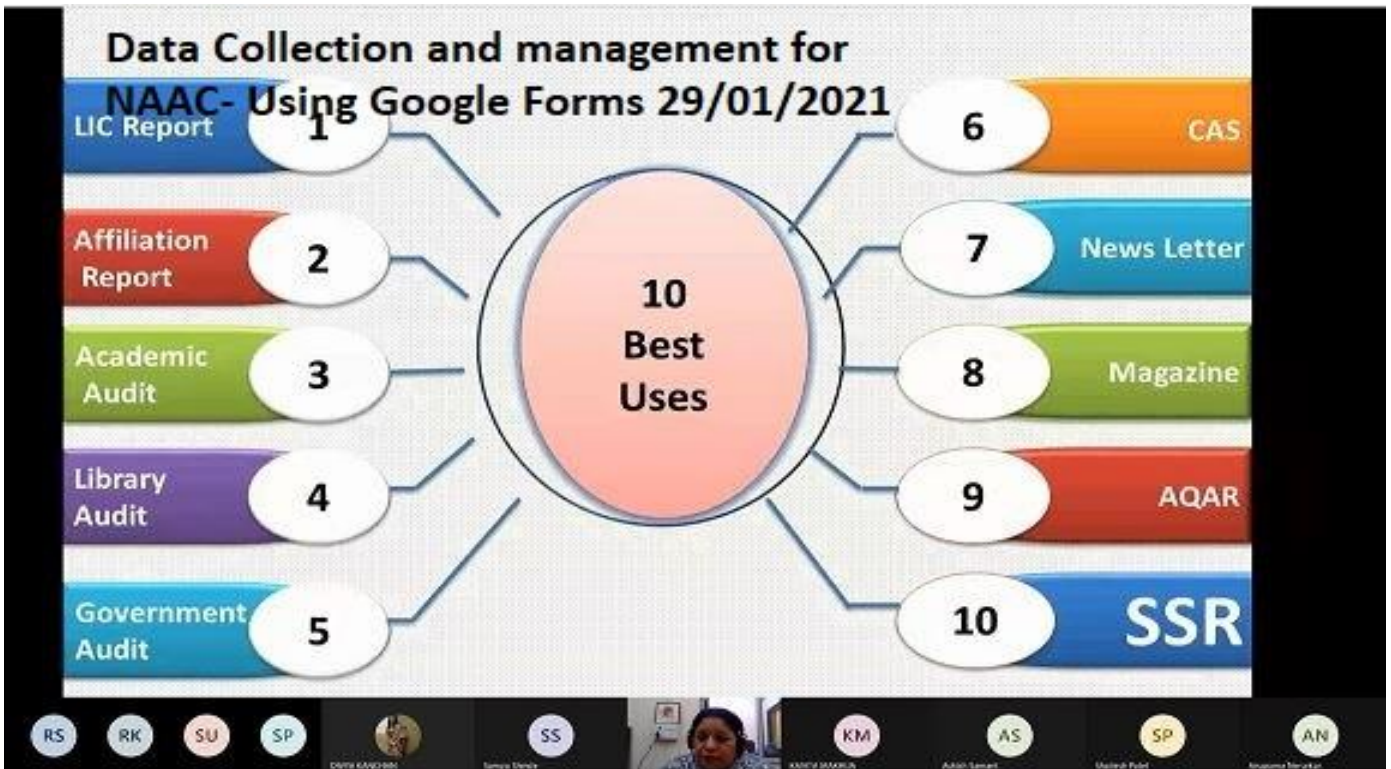 Data Collection and management for
NAAC- Using Google Forms 29/01/2021
LIC Report
1
Affiliation
Report
2
Academic
Audit
3
Library
Audit
4
Government
Audit
5
10
Best
Uses
6
CAS
7
News Letter
8
Magazine
9
AQAR
10
SSR
RS
RK
SU
SP
SS
KM
AS
SP
AN